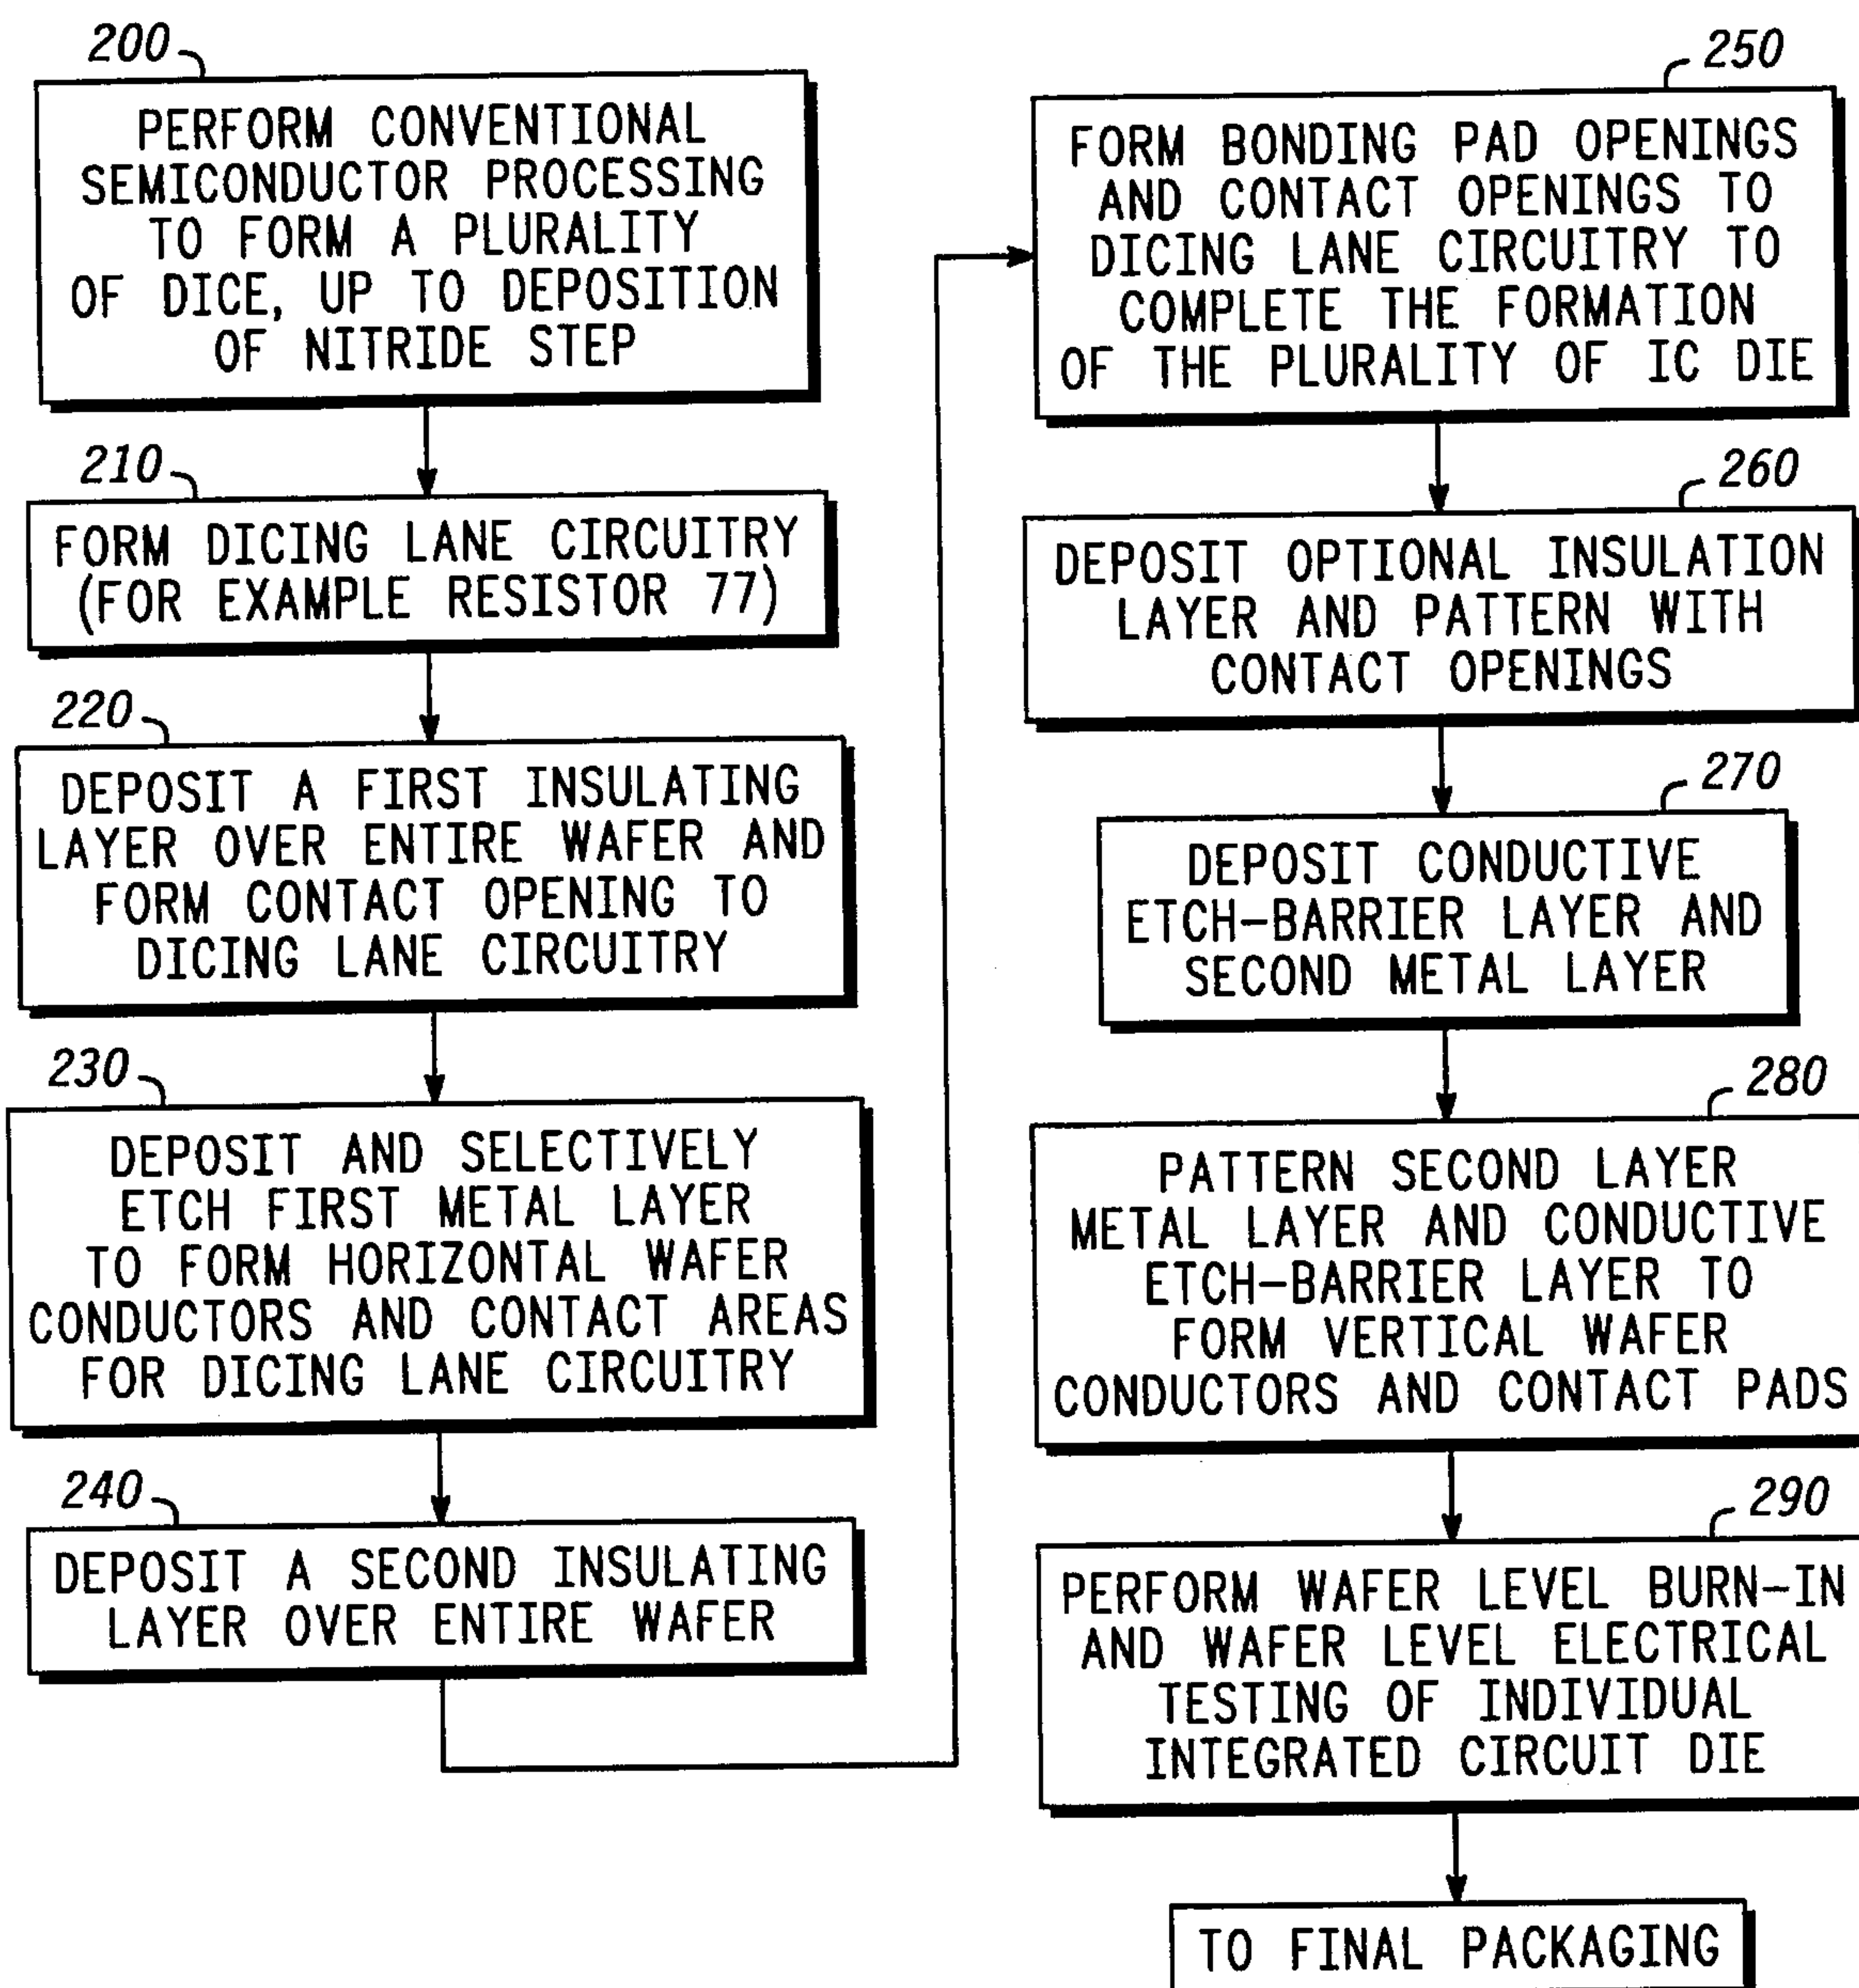 200
PERFORM CONVENTIONAL
SEMICONDUCTOR PROCESSING
TO FORM A PLURALITY
OF DICE, UP TO DEPOSITION
OF NITRIDE STEP
210
FORM DICING LANE CIRCUITRY
(FOR EXAMPLE RESISTOR 77)
220
DEPOSIT A FIRST INSULATING
LAYER OVER ENTIRE WAFER AND
FORM CONTACT OPENING TO
DICING LANE CIRCUITRY
230
DEPOSIT AND SELECTIVELY
ETCH FIRST METAL LAYER
TO FORM HORIZONTAL WAFER
CONDUCTORS AND CONTACT AREAS
FOR DICING LANE CIRCUITRY
240
DEPOSIT A SECOND INSULATING
LAYER OVER ENTIRE WAFER
250
FORM BONDING PAD OPENINGS
AND CONTACT OPENINGS TO
DICING LANE CIRCUITRY TO
COMPLETE THE FORMATION
OF THE PLURALITY OF IC DIE
260
DEPOSIT OPTIONAL INSULATION
LAYER AND PATTERN WITH
CONTACT OPENINGS
270
DEPOSIT CONDUCTIVE
ETCH-BARRIER LAYER AND
SECOND METAL LAYER
280
PATTERN SECOND LAYER
METAL LAYER AND CONDUCTIVE
ETCH-BARRIER LAYER TO
FORM VERTICAL WAFER
CONDUCTORS AND CONTACT PADS
290
PERFORM WAFER LEVEL BURN-IN
AND WAFER LEVEL ELECTRICAL
TESTING OF INDIVIDUAL
INTEGRATED CIRCUIT DIE
TO FINAL PACKAGING